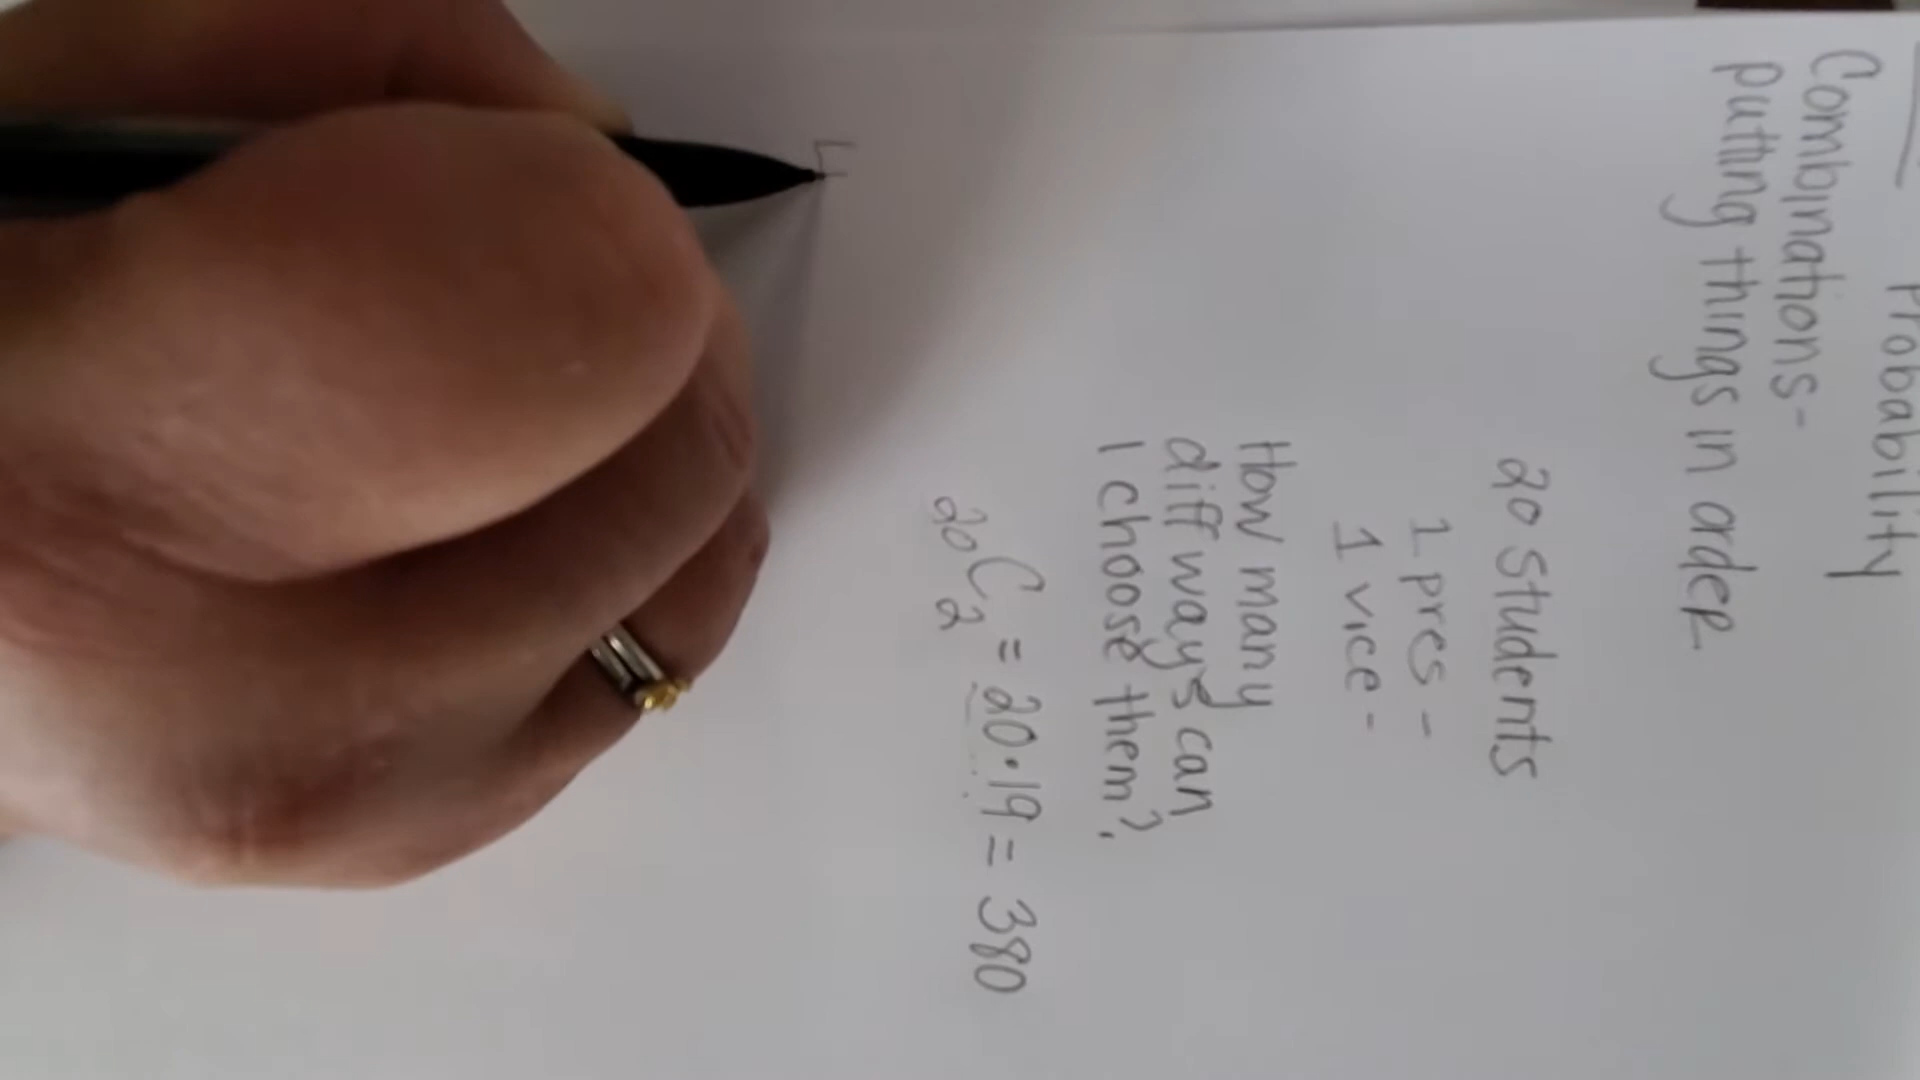 Probability
Combinations-
putting things in order
20 students
1 pres -
1 vice -
How many
diff ways can
I choose them?
20C2 = 20·19 = 380